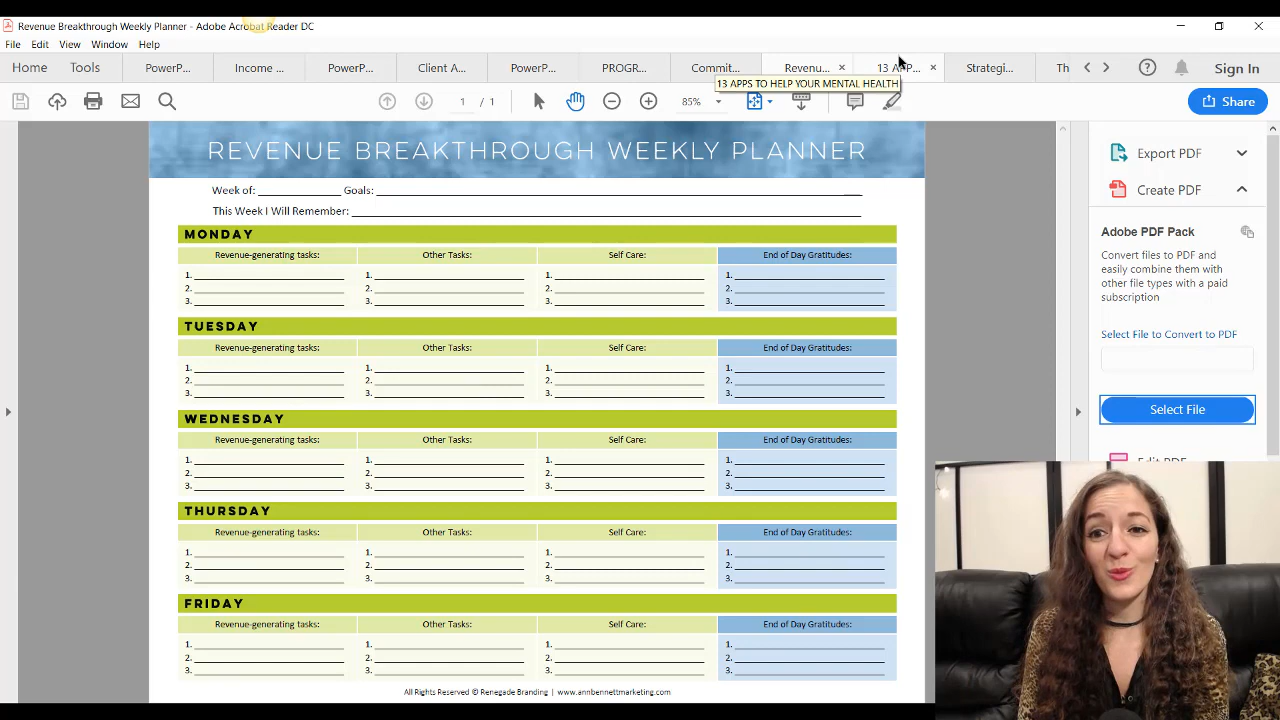 Revenue Breakthrough Weekly Planner - Adobe Acrobat Reader DC
File Edit View Window Help
Home Tools PowerP... Income ... PowerP... Client A... PowerP... PROGR... Commit... Revenu... 13 APP... Strategi... Th Sign In
13 APPS TO HELP YOUR MENTAL HEALTH
1 / 1 85% Share
REVENUE BREAKTHROUGH WEEKLY PLANNER
Week of: Goals:
This Week I Will Remember:
MONDAY
Revenue-generating tasks: Other Tasks: Self Care: End of Day Gratitudes:
1. 1. 1. 1.
2. 2. 2. 2.
3. 3. 3. 3.
TUESDAY
Revenue-generating tasks: Other Tasks: Self Care: End of Day Gratitudes:
1. 1. 1. 1.
2. 2. 2. 2.
3. 3. 3. 3.
WEDNESDAY
Revenue-generating tasks: Other Tasks: Self Care: End of Day Gratitudes:
1. 1. 1. 1.
2. 2. 2. 2.
3. 3. 3. 3.
THURSDAY
Revenue-generating tasks: Other Tasks: Self Care: End of Day Gratitudes:
1. 1. 1. 1.
2. 2. 2. 2.
3. 3. 3. 3.
FRIDAY
Revenue-generating tasks: Other Tasks: Self Care: End of Day Gratitudes:
1. 1. 1. 1.
2. 2. 2. 2.
3. 3. 3. 3.
All Rights Reserved © Renegade Branding | www.annbennettmarketing.com
Export PDF
Create PDF
Adobe PDF Pack
Convert files to PDF and
easily combine them with
other file types with a paid
subscription
Select File to Convert to PDF
Select File
Edit PDF